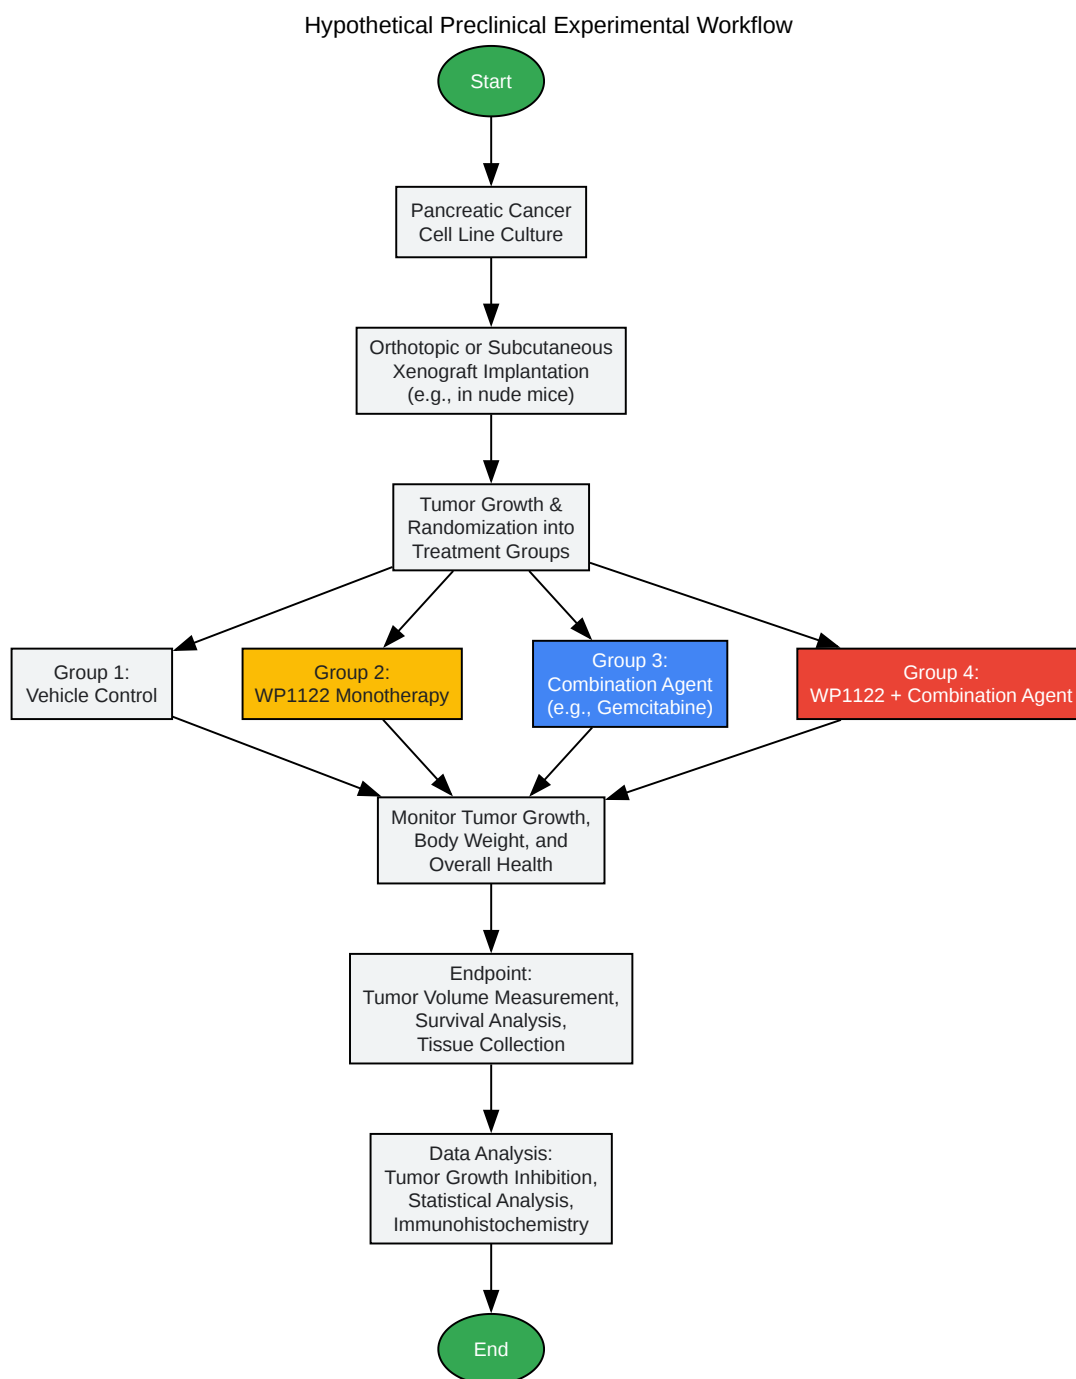 Hypothetical Preclinical Experimental Workflow
Start
Pancreatic Cancer
Cell Line Culture
Orthotopic or Subcutaneous
Xenograft Implantation
(e.g., in nude mice)
Tumor Growth &
Randomization into
Treatment Groups
Group 1:
Vehicle Control
Group 2:
WP1122 Monotherapy
Group 3:
Combination Agent
(e.g., Gemcitabine)
Group 4:
WP1122 + Combination Agent
Monitor Tumor Growth,
Body Weight, and
Overall Health
Endpoint:
Tumor Volume Measurement,
Survival Analysis,
Tissue Collection
Data Analysis:
Tumor Growth Inhibition,
Statistical Analysis,
Immunohistochemistry
End